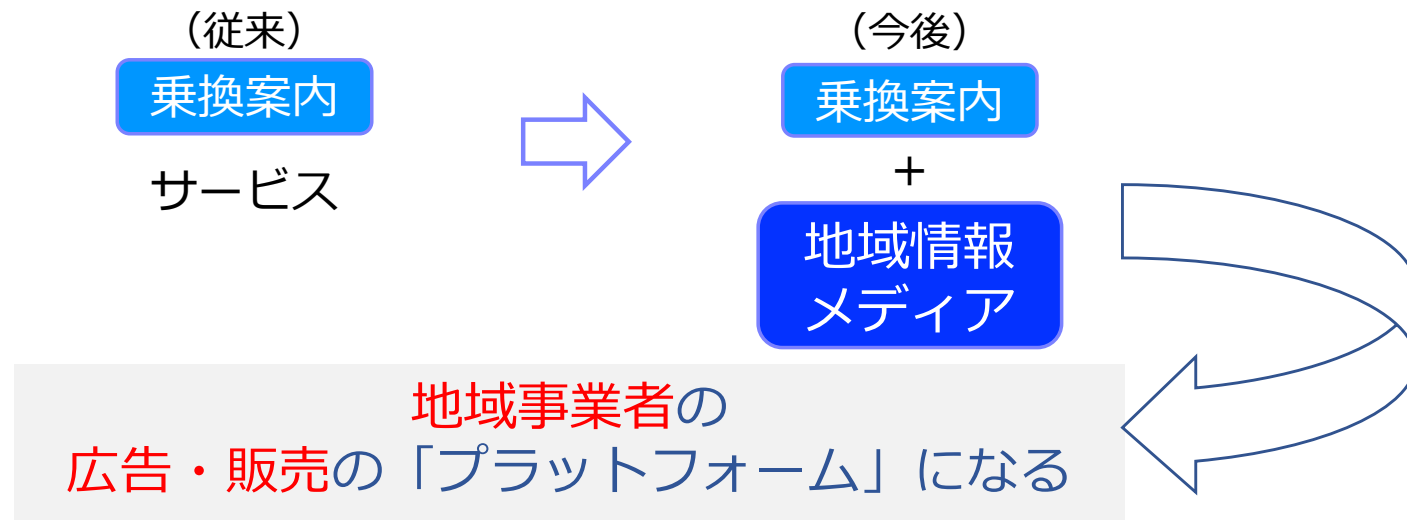 （従来）
乗換案内
サービス
（今後）
乗換案内
＋
地域情報
メディア
地域事業者の
広告・販売の「プラットフォーム」になる